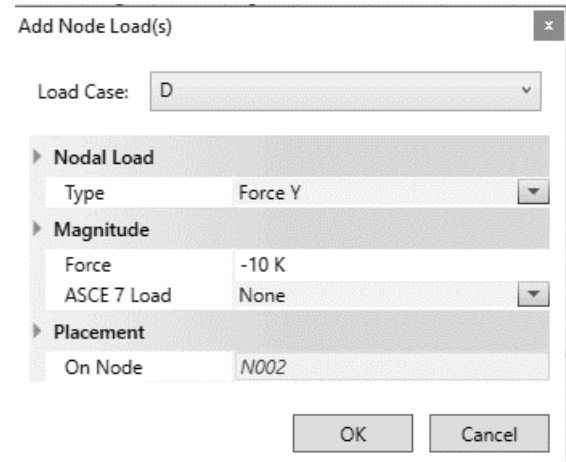 Add Node Load(s)
x
Load Case: D
Nodal Load
Type Force Y
Magnitude
Force -10 K
ASCE 7 Load None
Placement
On Node N002
OK Cancel